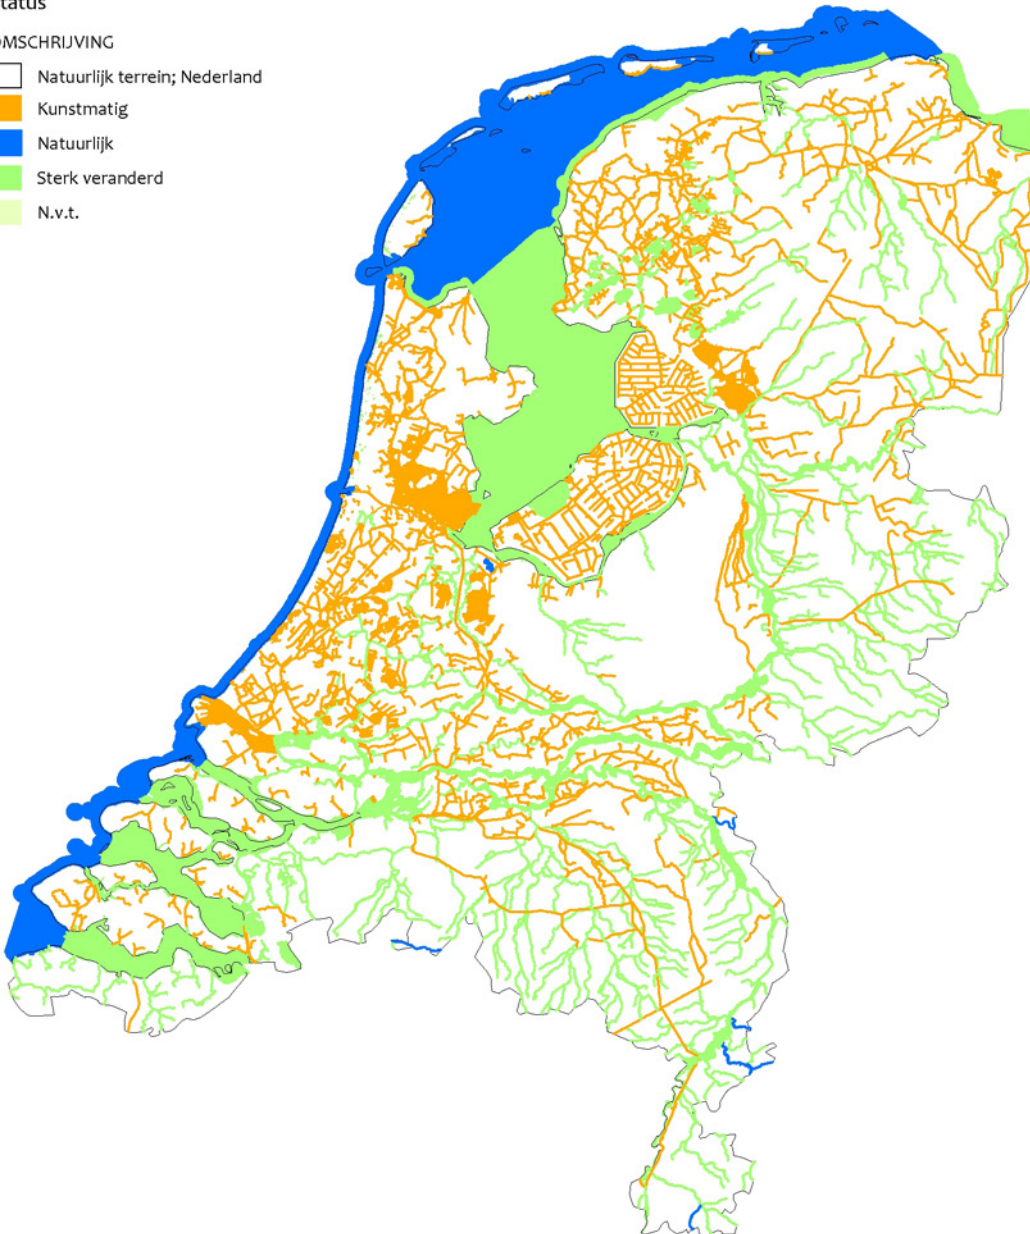 tatus
OMSCHRIJVING
Natuurlijk terrein; Nederland
Kunstmatig
Natuurlijk
Sterk veranderd
N.v.t.